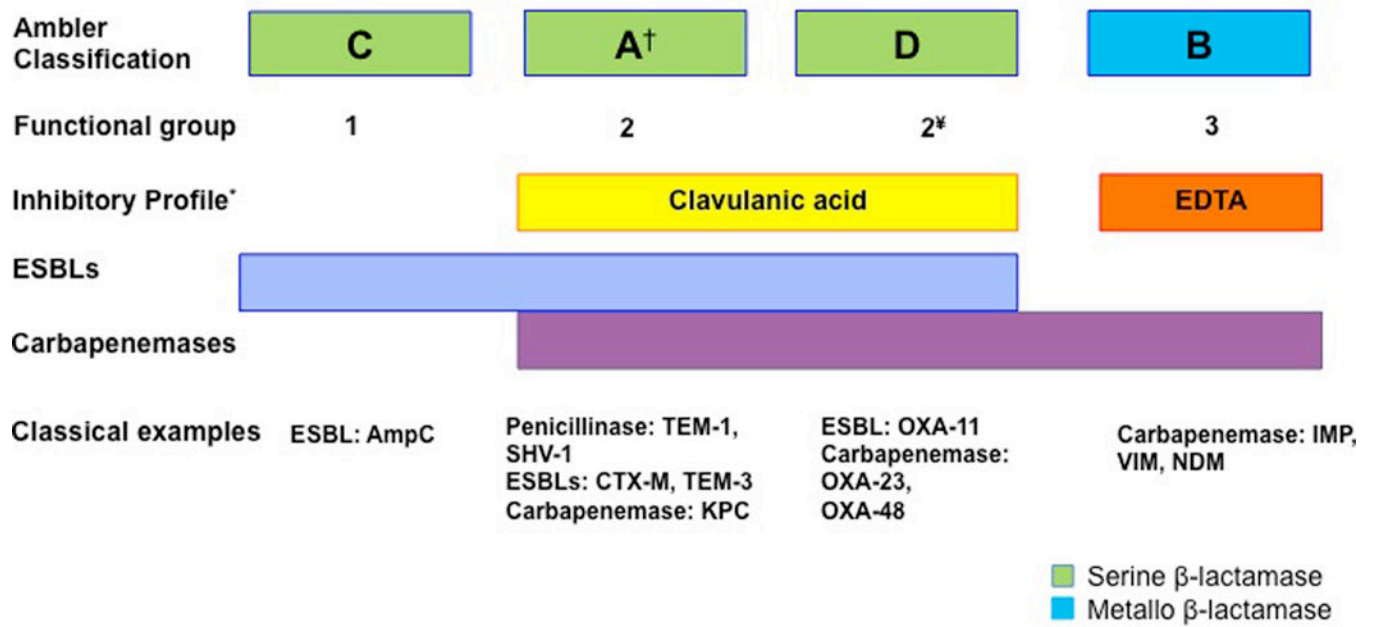 Ambler
Classification
C
A†
D
B
Functional group
1
2
2¥
3
Inhibitory Profile*
Clavulanic acid
EDTA
ESBLs
Carbapenemases
Classical examples
ESBL: AmpC
Penicillinase: TEM-1,
SHV-1
ESBLs: CTX-M, TEM-3
Carbapenemase: KPC
ESBL: OXA-11
Carbapenemase:
OXA-23,
OXA-48
Carbapenemase: IMP,
VIM, NDM
Serine β-lactamase
Metallo β-lactamase